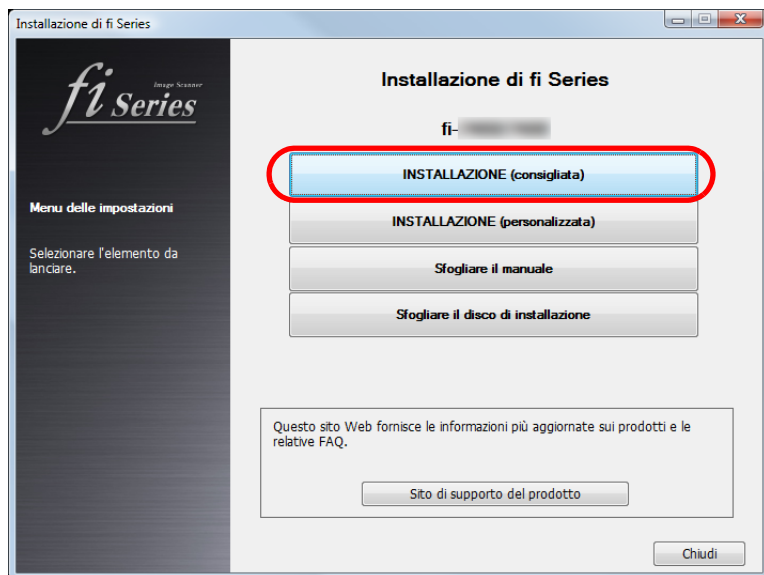 Installazione di fi Series
Image Scanner
fi Series
Menu delle impostazioni
Selezionare l'elemento da
lanciare.
Installazione di fi Series
fi-
INSTALLAZIONE (consigliata)
INSTALLAZIONE (personalizzata)
Sfogliare il manuale
Sfogliare il disco di installazione
Questo sito Web fornisce le informazioni più aggiornate sui prodotti e le
relative FAQ.
Sito di supporto del prodotto
Chiudi